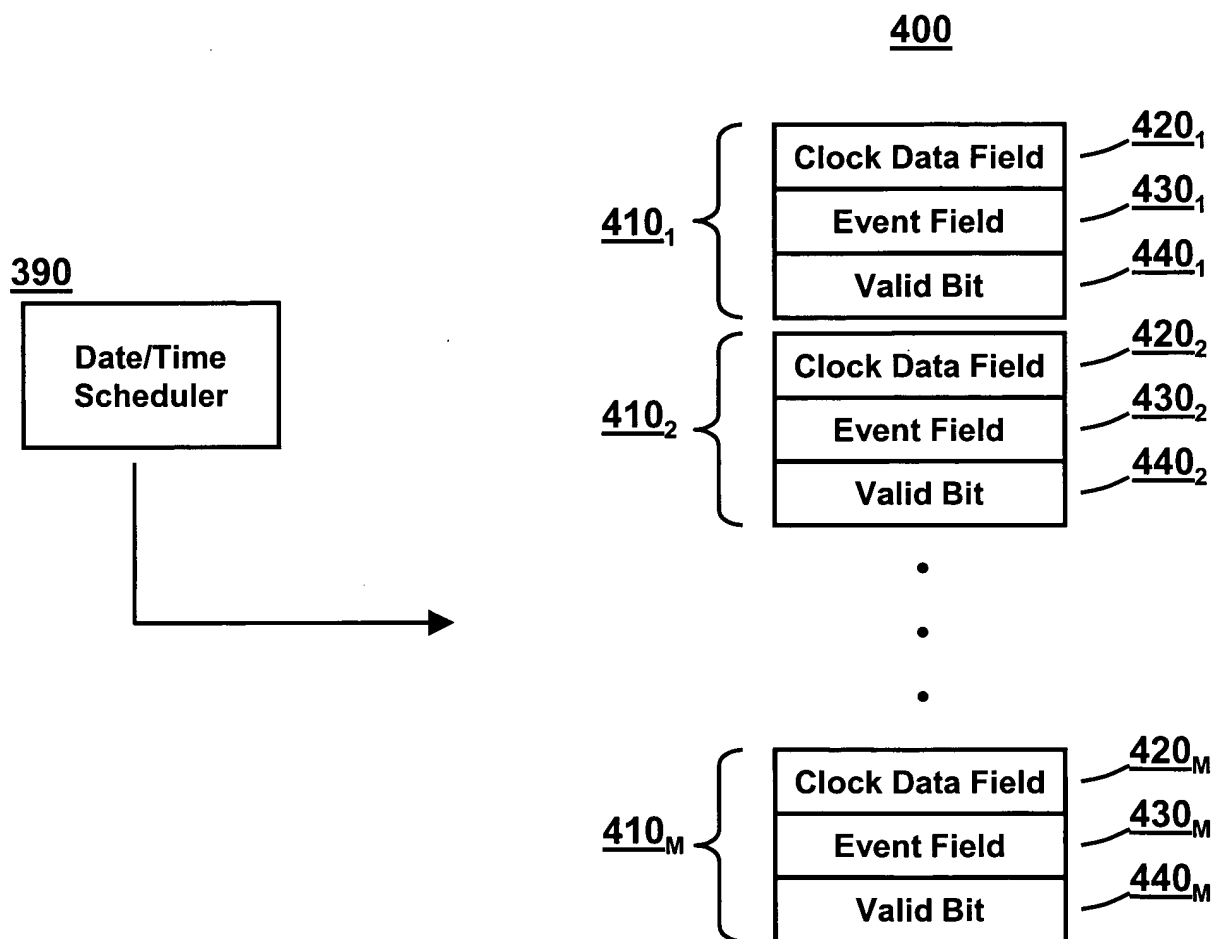 400
420₁
Clock Data Field
430₁
410₁
Event Field
440₁
Valid Bit
390
Date/Time
Scheduler
420₂
Clock Data Field
430₂
410₂
Event Field
440₂
Valid Bit
420M
Clock Data Field
430M
410M
Event Field
440M
Valid Bit